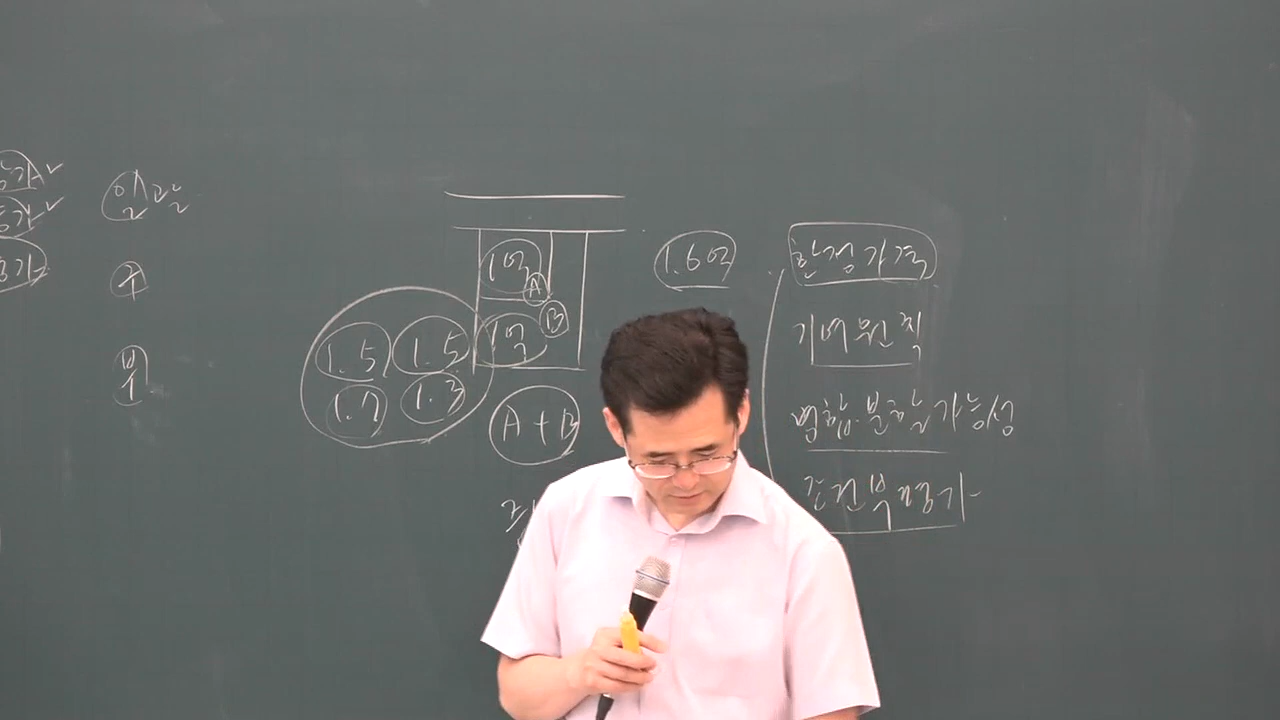 일괄
주
부
1억
A
1억 B
1.5 1.5
1.7 1.3
A + B
1.6억
한정가격
기여원칙
병합·분할가능성
조건부평가